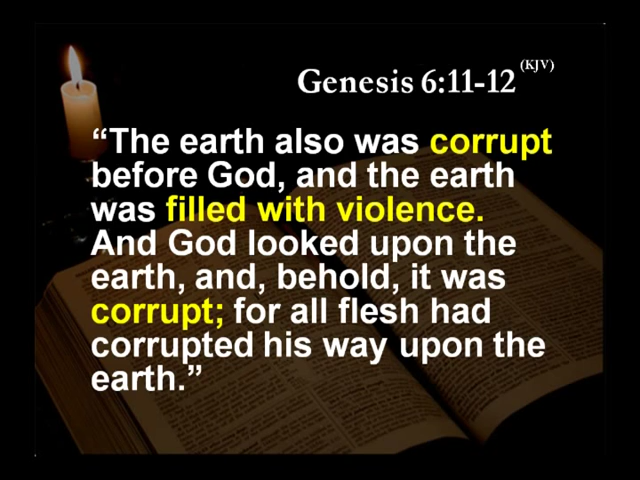 Genesis 6:11-12 (KJV)
“The earth also was corrupt
before God, and the earth
was filled with violence.
And God looked upon the
earth, and, behold, it was
corrupt; for all flesh had
corrupted his way upon the
earth.”